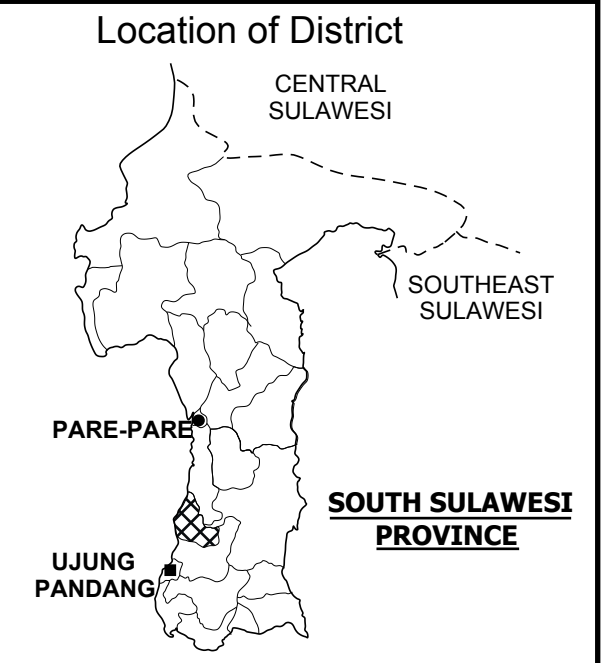 Location of District
CENTRAL
SULAWESI
SOUTHEAST
SULAWESI
PARE-PARE
SOUTH SULAWESI
PROVINCE
UJUNG
PANDANG